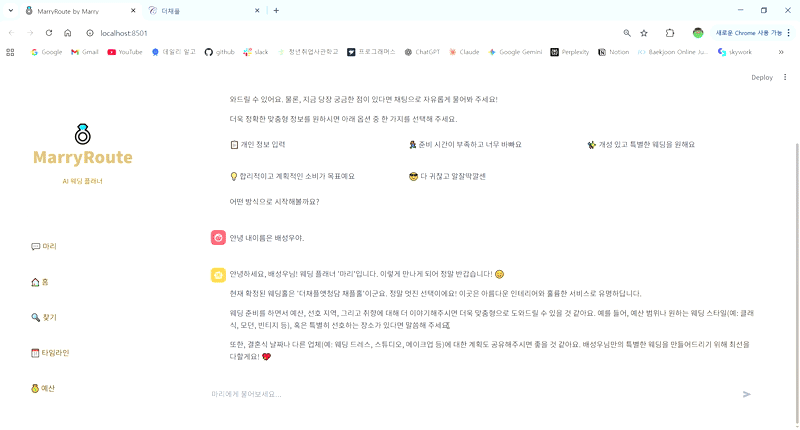 MarryRoute by Marry
더채플
localhost:8501
새로운 Chrome 사용 가능
Google
Gmail
YouTube
데일리 알고
github
slack
청년취업사관학교
프로그래머스
ChatGPT
Claude
Google Gemini
Perplexity
Notion
Baekjoon Online Ju...
skywork
Deploy
MarryRoute
AI 웨딩 플래너
마리
홈
찾기
타임라인
예산
와드릴 수 있어요. 물론, 지금 당장 궁금한 점이 있다면 채팅으로 자유롭게 물어봐 주세요!
더욱 정확한 맞춤형 정보를 원하시면 아래 옵션 중 한 가지를 선택해 주세요.
📋 개인 정보 입력
준비 시간이 부족하고 너무 바빠요
개성 있고 특별한 웨딩을 원해요
💡 합리적이고 계획적인 소비가 목표예요
😎 다 귀찮고 알잘딱깔센
어떤 방식으로 시작해볼까요?
안녕 내이름은 배성우야.
안녕하세요, 배성우님! 웨딩 플래너 '마리'입니다. 이렇게 만나게 되어 정말 반갑습니다! 😊
현재 확정된 웨딩홀은 '더채플앳청담 채플홀'이군요. 정말 멋진 선택이에요! 이곳은 아름다운 인테리어와 훌륭한 서비스로 유명하답니다.
웨딩 준비를 하면서 예산, 선호 지역, 그리고 취향에 대해 더 이야기해주시면 더욱 맞춤형으로 도와드릴 수 있을 것 같아요. 예를 들어, 예산 범위나 원하는 웨딩 스타일(예: 클래
식, 모던, 빈티지 등), 혹은 특별히 선호하는 장소가 있다면 말씀해 주세요!
또한, 결혼식 날짜나 다른 업체(예: 웨딩 드레스, 스튜디오, 메이크업 등)에 대한 계획도 공유해주시면 좋을 것 같아요. 배성우님만의 특별한 웨딩을 만들어드리기 위해 최선을
다할게요! ❤️
마리에게 물어보세요...